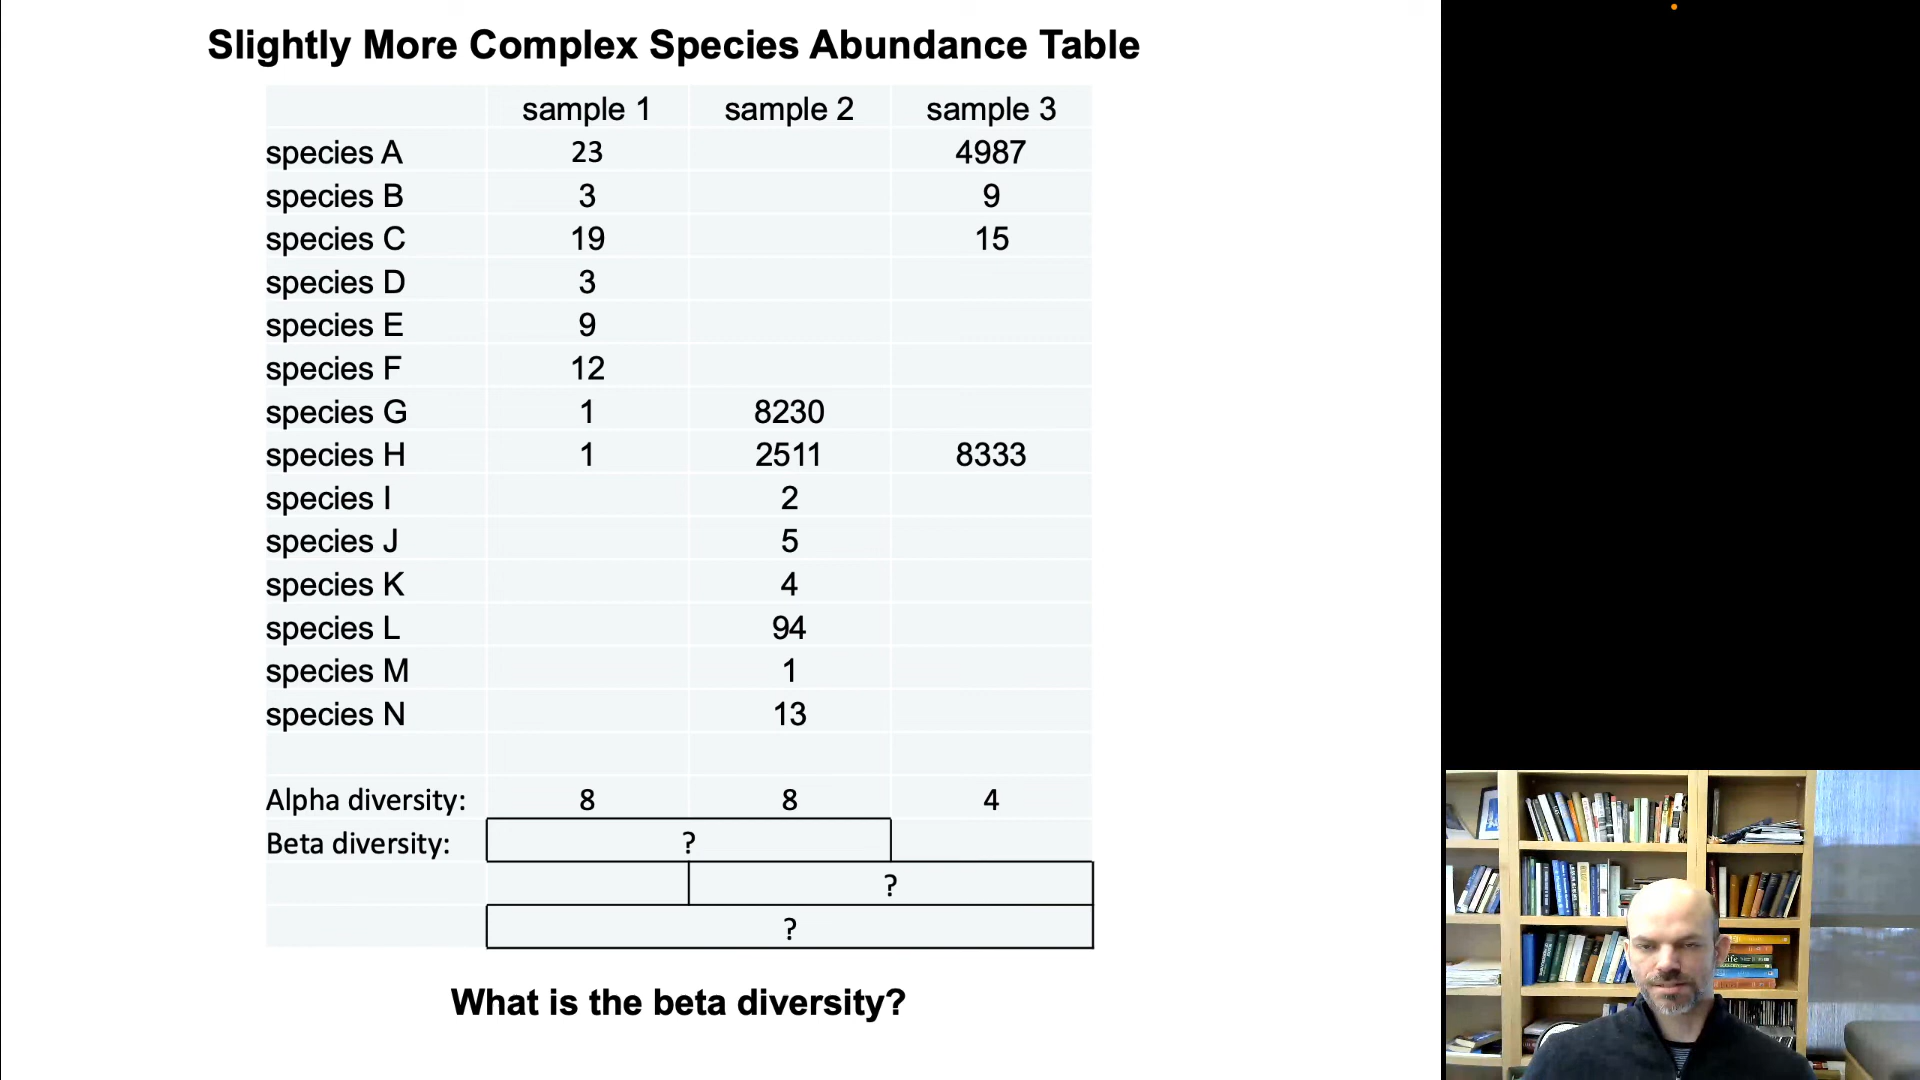 Slightly More Complex Species Abundance Table
sample 1 sample 2 sample 3
species A 23 4987
species B 3 9
species C 19 15
species D 3
species E 9
species F 12
species G 1 8230
species H 1 2511 8333
species I 2
species J 5
species K 4
species L 94
species M 1
species N 13
Alpha diversity: 8 8 4
Beta diversity: ?
?
?
What is the beta diversity?